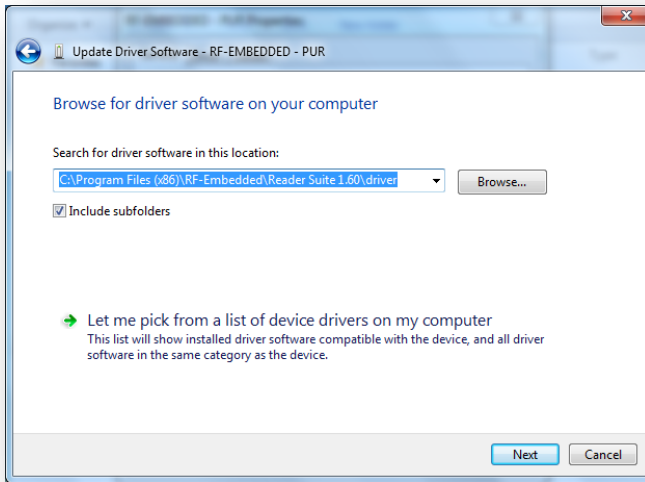 Update Driver Software - RF-EMBEDDED - PUR
Browse for driver software on your computer
Search for driver software in this location:
C:\Program Files (x86)\RF-Embedded\Reader Suite 1.60\driver
Browse...
Include subfolders
Let me pick from a list of device drivers on my computer
This list will show installed driver software compatible with the device, and all driver
software in the same category as the device.
Next
Cancel